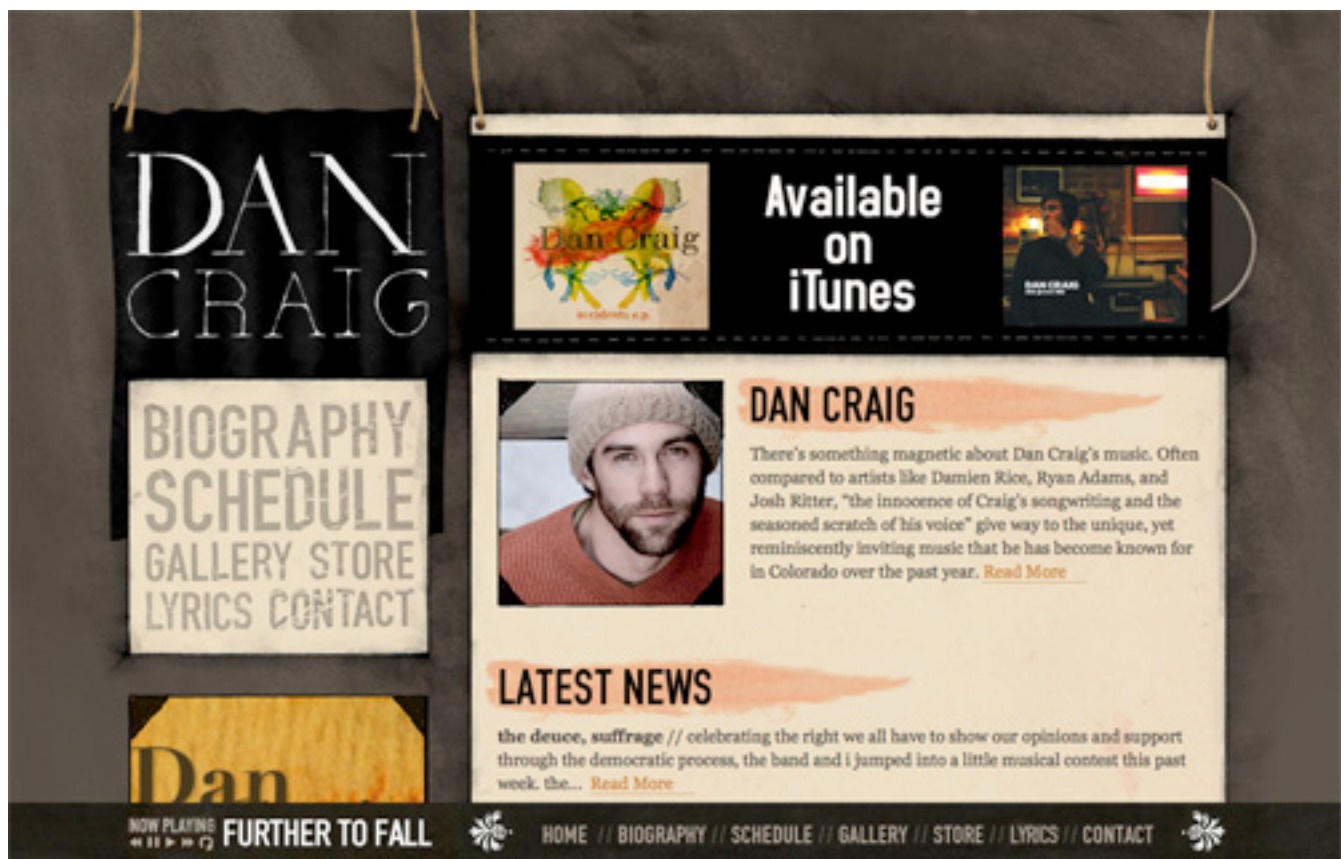 DAN
CRAIG
BIOGRAPHY
SCHEDULE
GALLERY STORE
LYRICS CONTACT
Dan
Dan Craig
accidents e.p.
Available
on
iTunes
DAN CRAIG
DAN CRAIG
There's something magnetic about Dan Craig's music. Often
compared to artists like Damien Rice, Ryan Adams, and
Josh Ritter, "the innocence of Craig's songwriting and the
seasoned scratch of his voice" give way to the unique, yet
reminiscently inviting music that he has become known for
in Colorado over the past year. Read More
LATEST NEWS
the deuce, suffrage // celebrating the right we all have to show our opinions and support
through the democratic process, the band and i jumped into a little musical contest this past
week. the... Read More
NOW PLAYING
FURTHER TO FALL
HOME // BIOGRAPHY // SCHEDULE // GALLERY // STORE // LYRICS // CONTACT